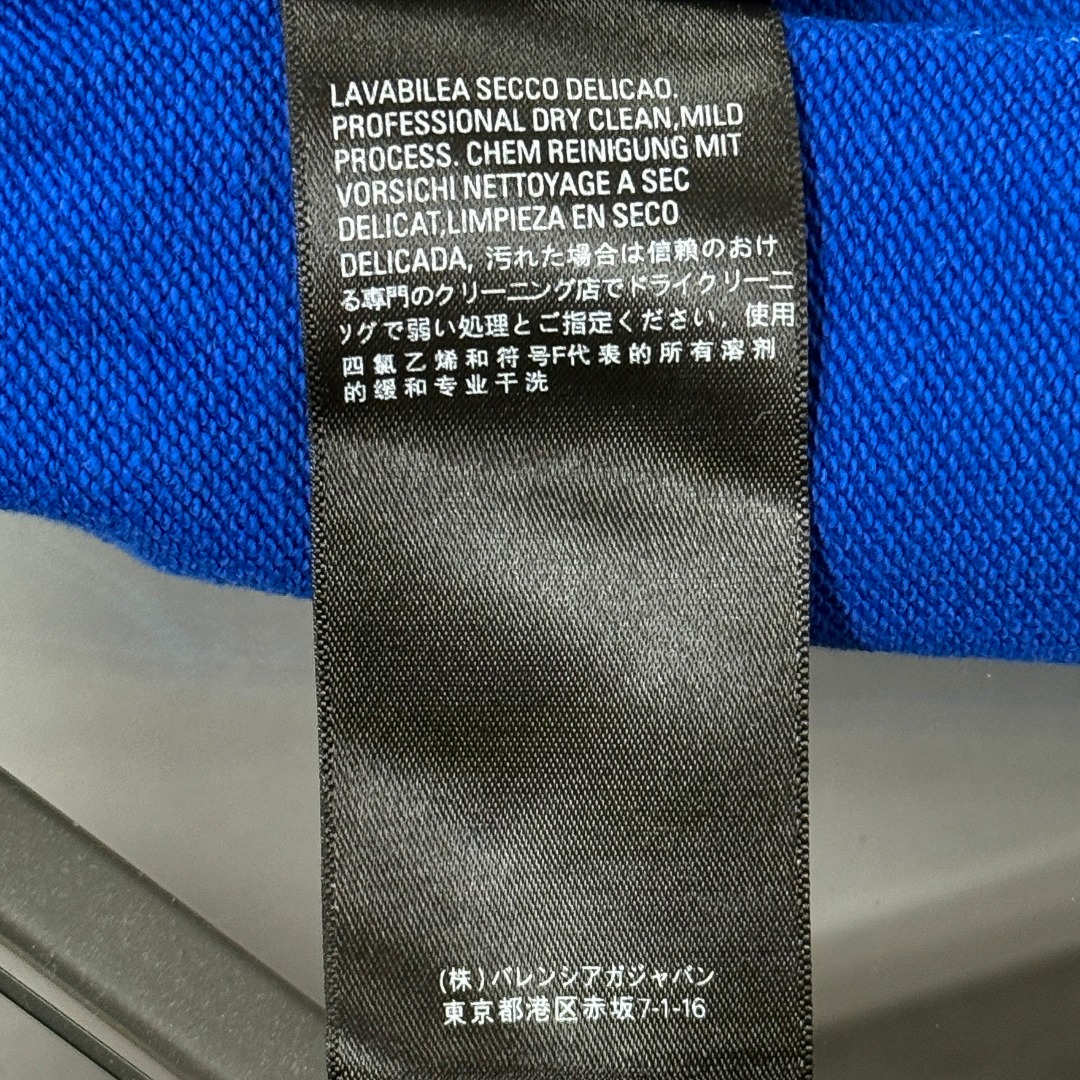 LAVABILEA SECCO DELICAO.
PROFESSIONAL DRY CLEAN,MILD
PROCESS. CHEM REINIGUNG MIT
VORSICHI NETTOYAGE A SEC
DELICAT,LIMPIEZA EN SECO
DELICADA, 汚れた場合は信頼のおけ
る専門のクリーニング店でドライクリーニ
ソグで弱い処理とご指定ください, 使用
四氯乙烯和符号F代表的所有溶剂
的缓和专业干洗
(株)バレンシアガジャパン
東京都港区赤坂7-1-16